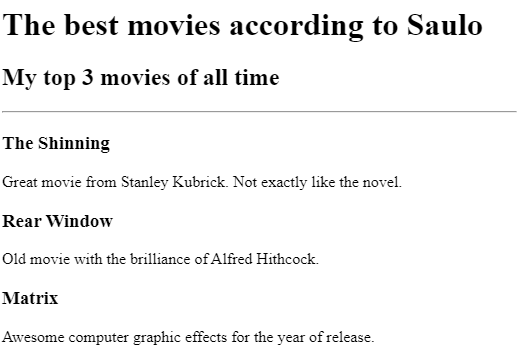 The best movies according to Saulo
My top 3 movies of all time
The Shinning
Great movie from Stanley Kubrick. Not exactly like the novel.
Rear Window
Old movie with the brilliance of Alfred Hithcock.
Matrix
Awesome computer graphic effects for the year of release.